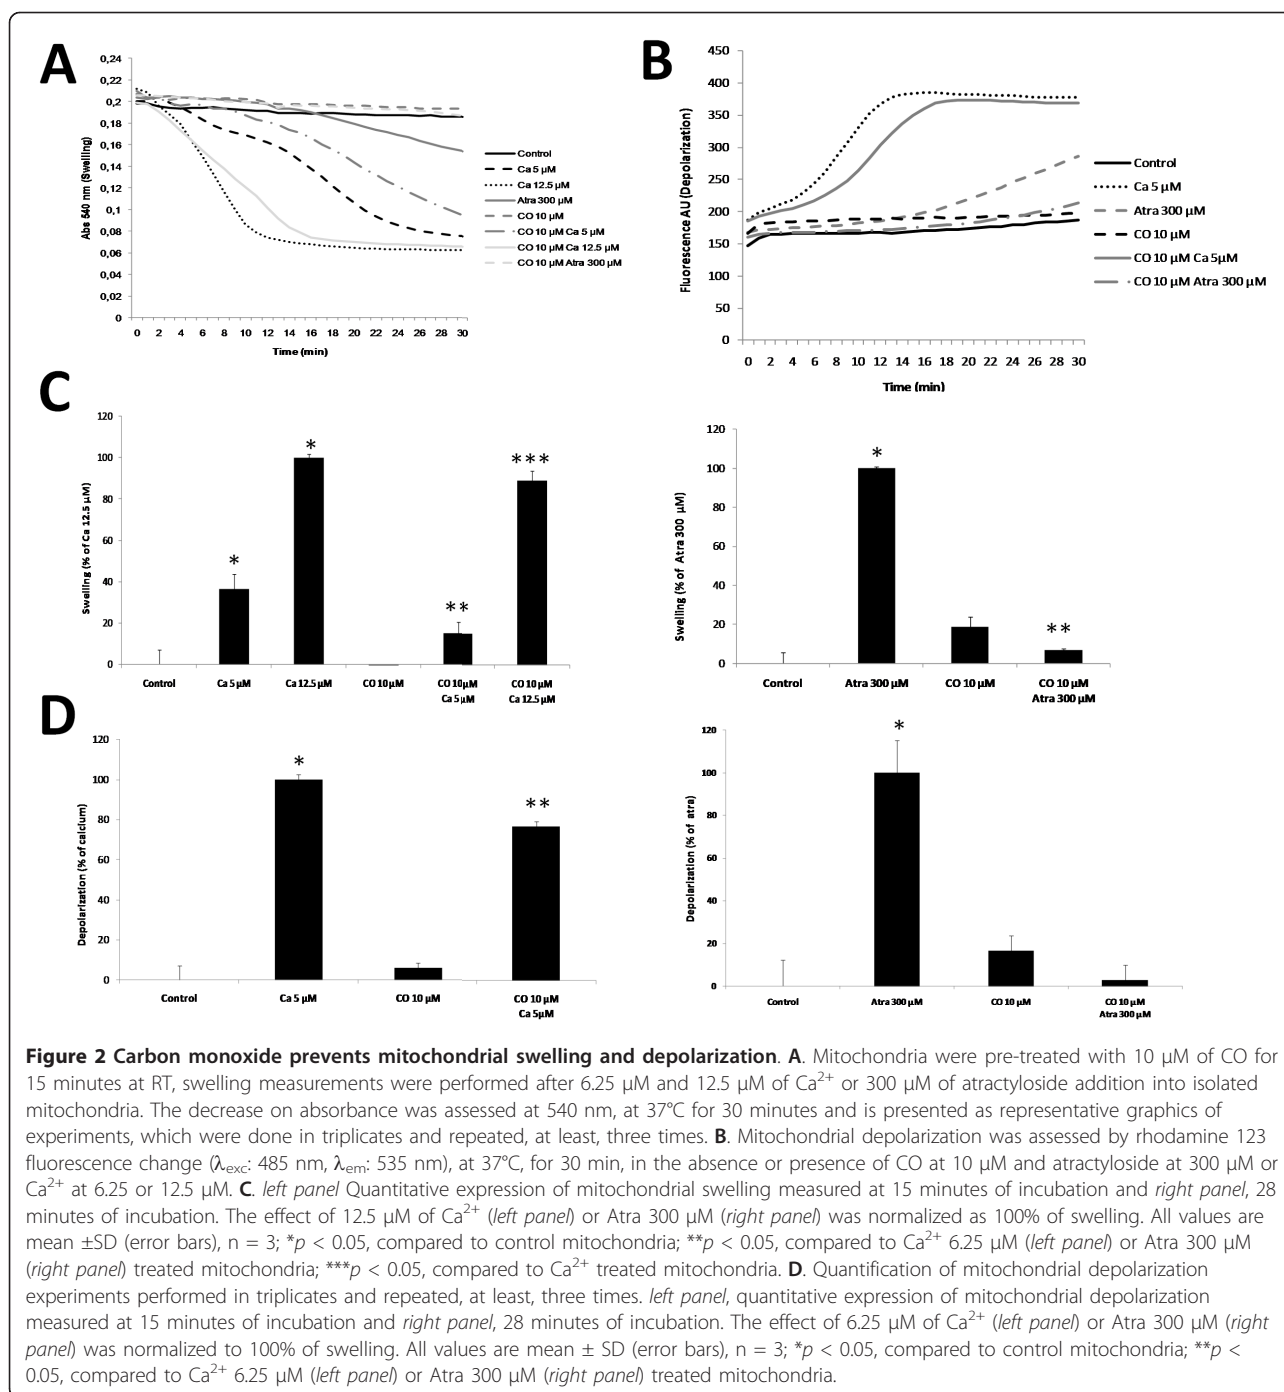 A
0,24
0,22
0,2
0,18
0,16
0,14
0,12
0,1
0,08
0,06
0,04
0,02
0
Abs 540 nm (Swelling)
0 2 4 6 8 10 12 14 16 18 20 22 24 26 28 30
Time (min)
Control
Ca 5 µM
Ca 12.5 µM
Atra 300 µM
CO 10 µM
CO 10 µM Ca 5 µM
CO 10 µM Ca 12.5 µM
CO 10 µM Atra 300 µM
B
450
400
350
300
250
200
150
100
50
0
Fluorescence AU (Depolarization)
0 2 4 6 8 10 12 14 16 18 20 22 24 26 28 30
Time (min)
Control
Ca 5 µM
Atra 300 µM
CO 10 µM
CO 10 µM Ca 5µM
CO 10 µM Atra 300 µM
C
120
100
80
60
40
20
0
Swelling (% of Ca 12.5 µM)
*
*
**
***
Control Ca 5 µM Ca 12.5 µM CO 10 µM CO 10 µM CO 10 µM
Ca 5 µM Ca 12.5 µM
120
100
80
60
40
20
0
Swelling (% of Atra 300 µM)
*
**
Control Atra 300 µM CO 10 µM CO 10 µM
Atra 300 µM
D
120
100
80
60
40
20
0
Depolarization (% of calcium)
*
**
Control Ca 5 µM CO 10 µM CO 10 µM
Ca 5µM
120
100
80
60
40
20
0
Depolarization (% of atra)
*
Control Atra 300 µM CO 10 µM CO 10 µM
Atra 300 µM
Figure 2 Carbon monoxide prevents mitochondrial swelling and depolarization. A. Mitochondria were pre-treated with 10 µM of CO for
15 minutes at RT, swelling measurements were performed after 6.25 µM and 12.5 µM of Ca²⁺ or 300 µM of atractyloside addition into isolated
mitochondria. The decrease on absorbance was assessed at 540 nm, at 37°C for 30 minutes and is presented as representative graphics of
experiments, which were done in triplicates and repeated, at least, three times. B. Mitochondrial depolarization was assessed by rhodamine 123
fluorescence change (λexc: 485 nm, λem: 535 nm), at 37°C, for 30 min, in the absence or presence of CO at 10 µM and atractyloside at 300 µM or
Ca²⁺ at 6.25 or 12.5 µM. C. left panel Quantitative expression of mitochondrial swelling measured at 15 minutes of incubation and right panel, 28
minutes of incubation. The effect of 12.5 µM of Ca²⁺ (left panel) or Atra 300 µM (right panel) was normalized as 100% of swelling. All values are
mean ±SD (error bars), n = 3; *p < 0.05, compared to control mitochondria; **p < 0.05, compared to Ca²⁺ 6.25 µM (left panel) or Atra 300 µM
(right panel) treated mitochondria; ***p < 0.05, compared to Ca²⁺ treated mitochondria. D. Quantification of mitochondrial depolarization
experiments performed in triplicates and repeated, at least, three times. left panel, quantitative expression of mitochondrial depolarization
measured at 15 minutes of incubation and right panel, 28 minutes of incubation. The effect of 6.25 µM of Ca²⁺ (left panel) or Atra 300 µM (right
panel) was normalized to 100% of swelling. All values are mean ± SD (error bars), n = 3; *p < 0.05, compared to control mitochondria; **p <
0.05, compared to Ca²⁺ 6.25 µM (left panel) or Atra 300 µM (right panel) treated mitochondria.